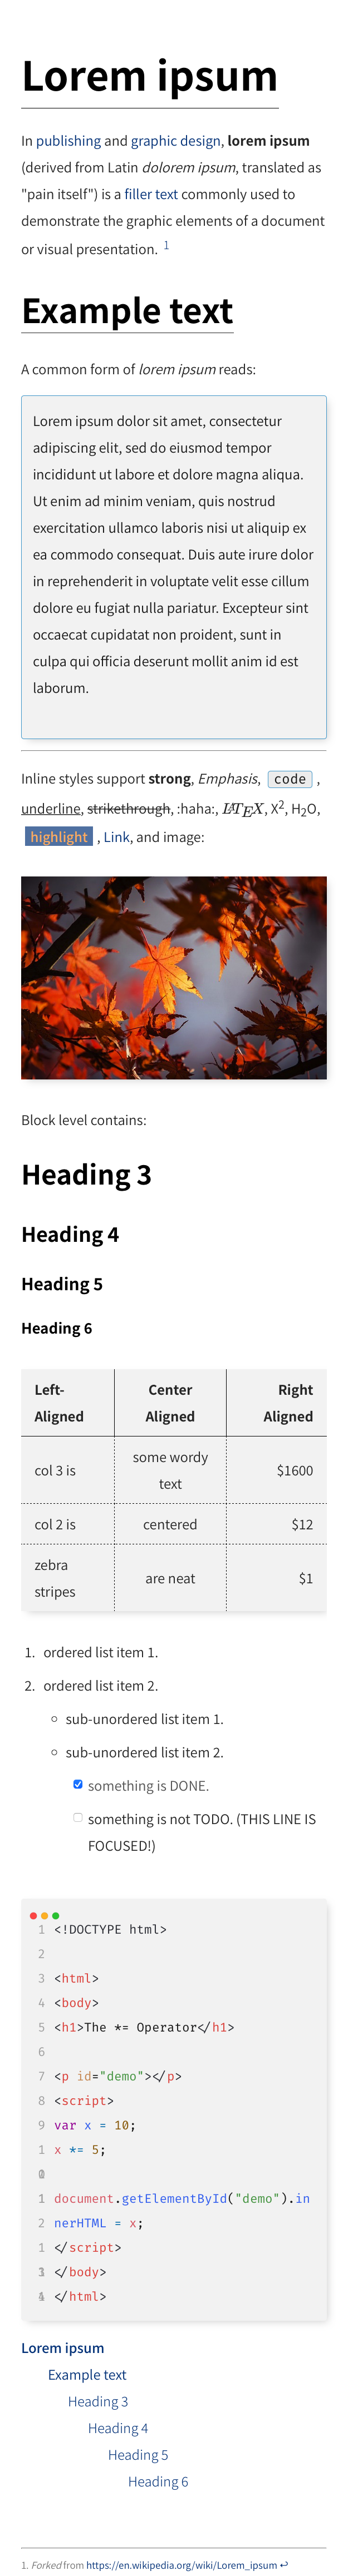 Lorem ipsum
In publishing and graphic design, lorem ipsum
(derived from Latin dolorem ipsum, translated as
"pain itself") is a filler text commonly used to
demonstrate the graphic elements of a document
or visual presentation. 1
Example text
A common form of lorem ipsum reads:
Lorem ipsum dolor sit amet, consectetur
adipiscing elit, sed do eiusmod tempor
incididunt ut labore et dolore magna aliqua.
Ut enim ad minim veniam, quis nostrud
exercitation ullamco laboris nisi ut aliquip ex
ea commodo consequat. Duis aute irure dolor
in reprehenderit in voluptate velit esse cillum
dolore eu fugiat nulla pariatur. Excepteur sint
occaecat cupidatat non proident, sunt in
culpa qui officia deserunt mollit anim id est
laborum.
Inline styles support strong, Emphasis, code ,
underline, strikethrough, :haha:, LATEX, X2, H2O,
highlight , Link, and image:
Block level contains:
Heading 3
Heading 4
Heading 5
Heading 6
Left-Aligned Center Aligned Right Aligned
col 3 is some wordy text $1600
col 2 is centered $12
zebra stripes are neat $1
1. ordered list item 1.
2. ordered list item 2.
sub-unordered list item 1.
sub-unordered list item 2.
something is DONE.
something is not TODO. (THIS LINE IS
FOCUSED!)
1 <!DOCTYPE html>
2
3 <html>
4 <body>
5 <h1>The *= Operator</h1>
6
7 <p id="demo"></p>
8 <script>
9 var x = 10;
1 x *= 5;
1 document.getElementById("demo").in
2 nerHTML = x;
1 </script>
</body>
</html>
Lorem ipsum
Example text
Heading 3
Heading 4
Heading 5
Heading 6
1. Forked from https://en.wikipedia.org/wiki/Lorem_ipsum ↩